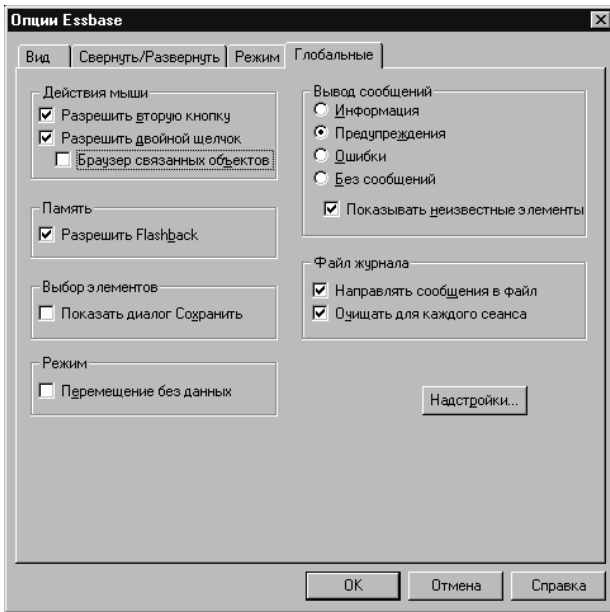 Опции Essbase
Вид Свернуть/Развернуть Режим Глобальные
Действия мыши
Разрешить вторую кнопку
Разрешить двойной щелчок
Браузер связанных объектов
Память
Разрешить Flashback
Выбор элементов
Показать диалог Сохранить
Режим
Перемещение без данных
Вывод сообщений
Информация
Предупреждения
Ошибки
Без сообщений
Показывать неизвестные элементы
Файл журнала
Направлять сообщения в файл
Очищать для каждого сеанса
Надстройки...
OK Отмена Справка